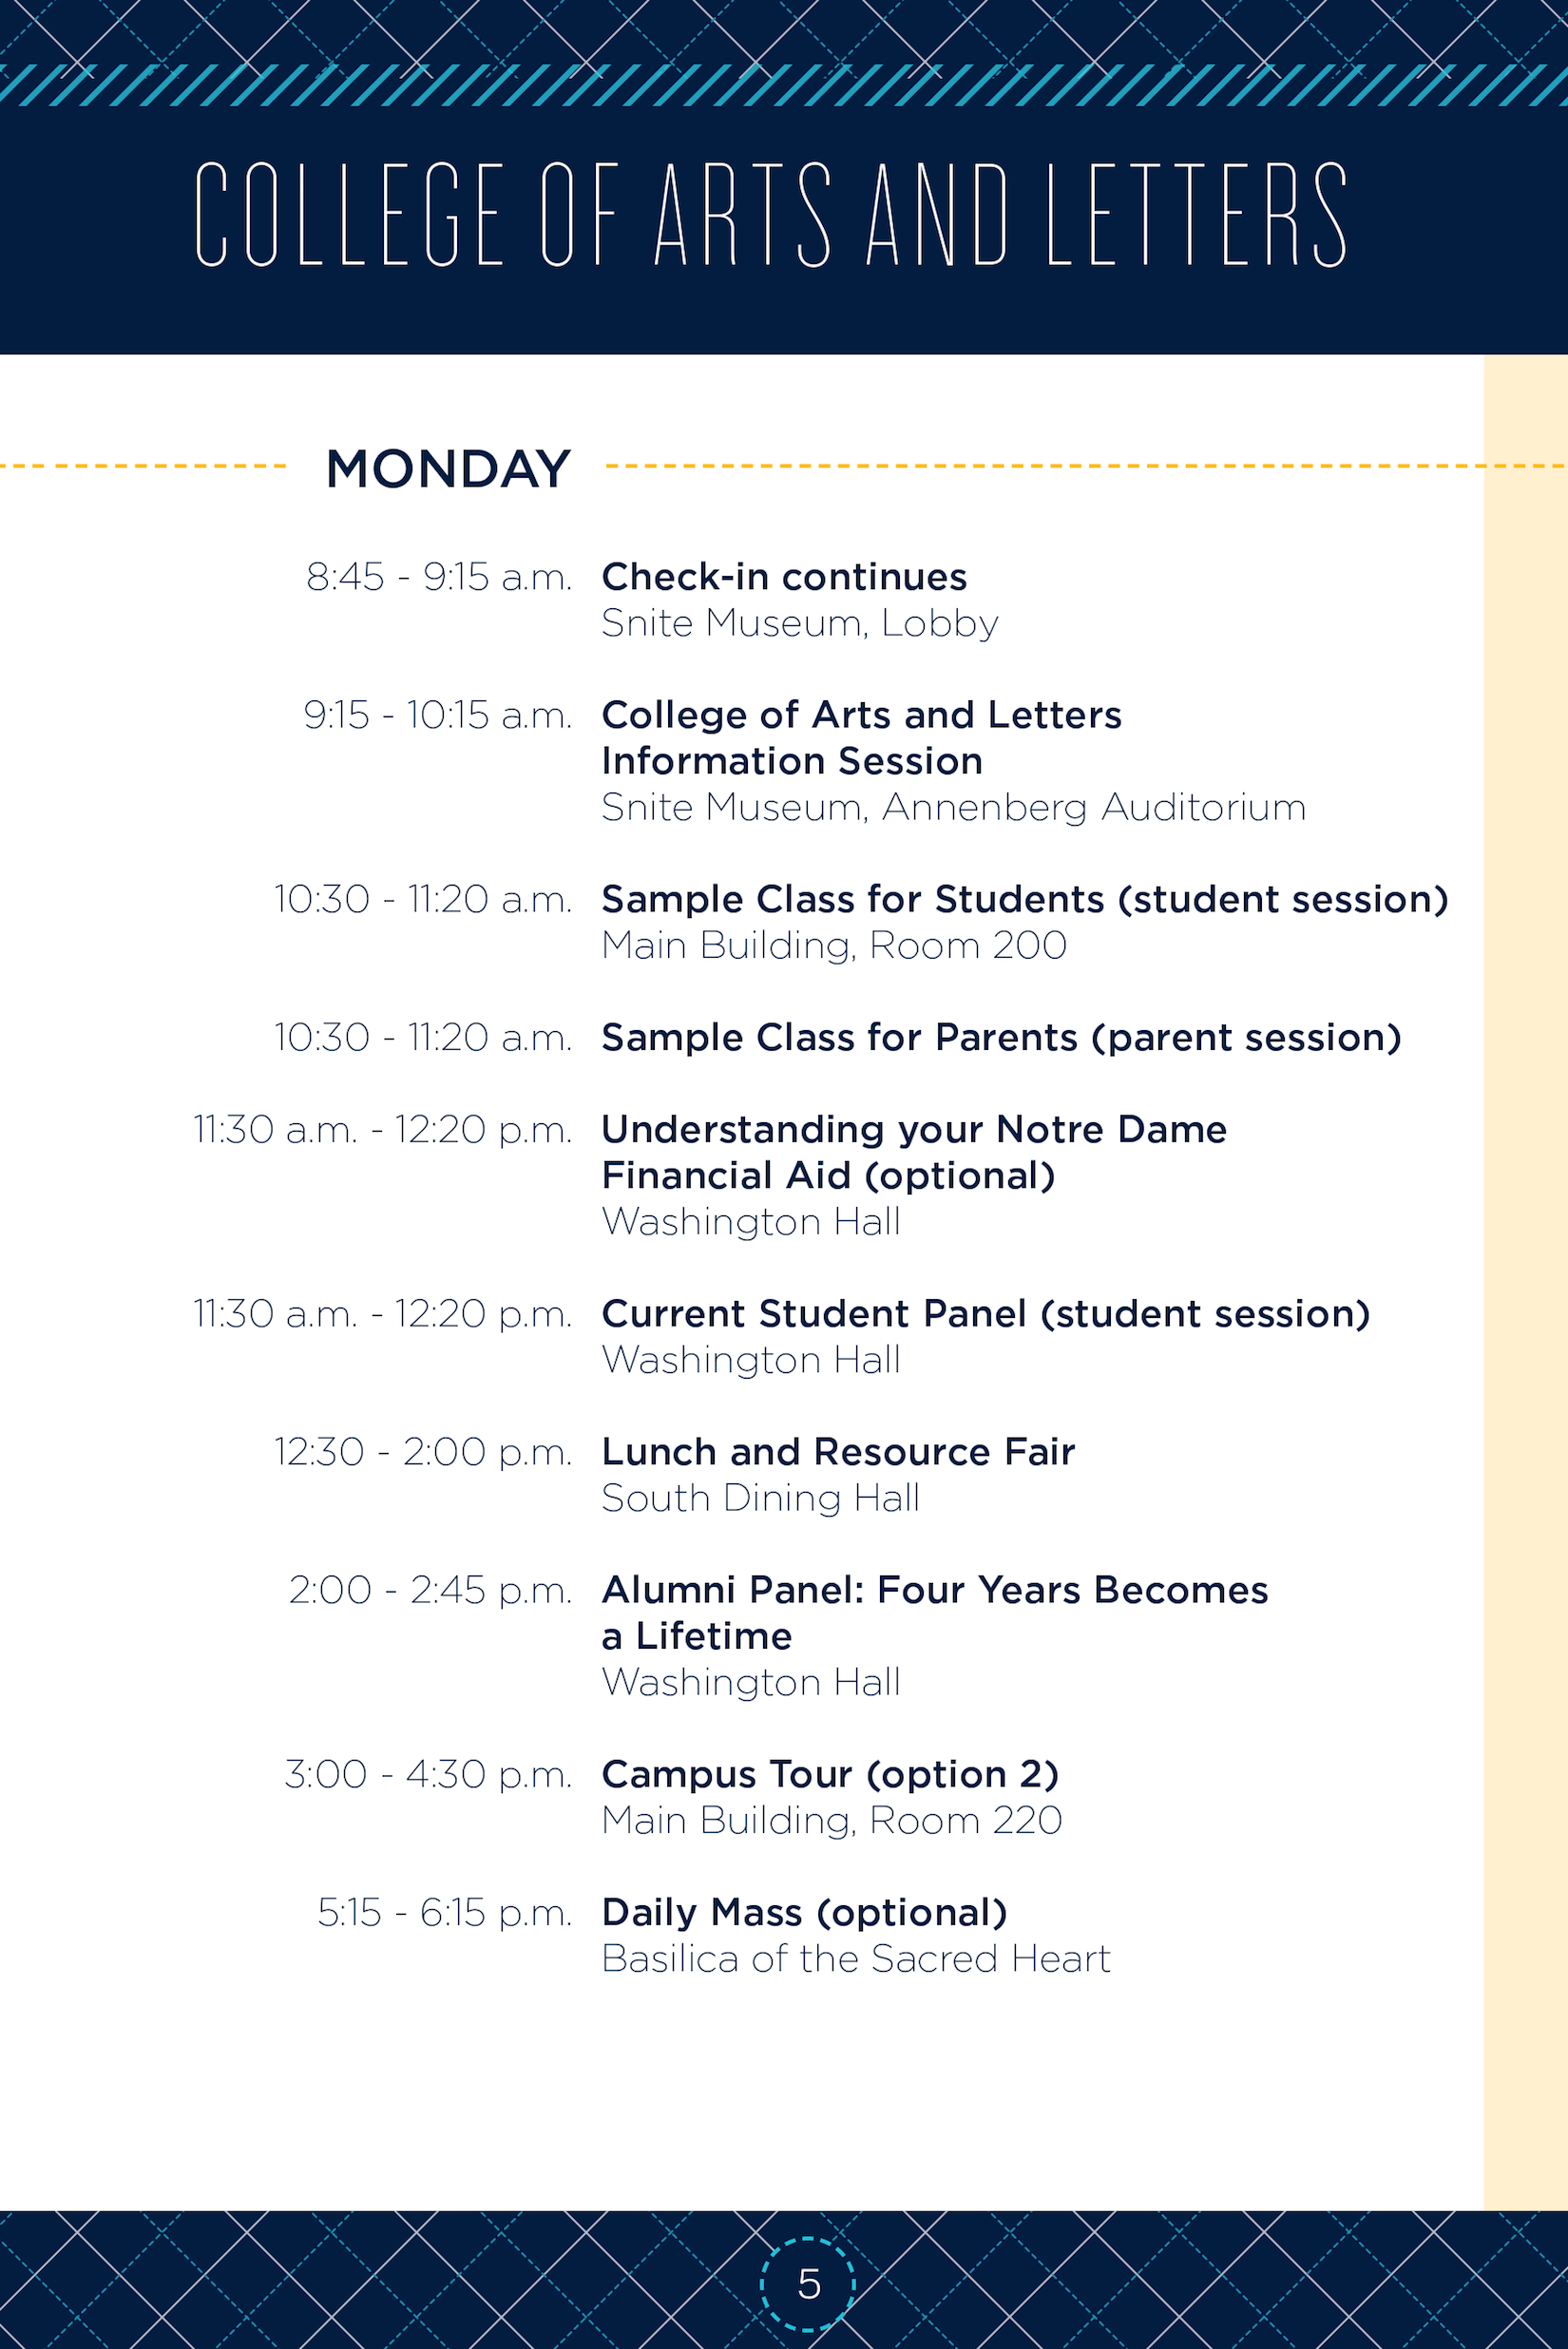 COLLEGE OF ARTS AND LETTERS
MONDAY
8:45 - 9:15 a.m. Check-in continues
Snite Museum, Lobby
9:15 - 10:15 a.m. College of Arts and Letters
Information Session
Snite Museum, Annenberg Auditorium
10:30 - 11:20 a.m. Sample Class for Students (student session)
Main Building, Room 200
10:30 - 11:20 a.m. Sample Class for Parents (parent session)
11:30 a.m. - 12:20 p.m. Understanding your Notre Dame
Financial Aid (optional)
Washington Hall
11:30 a.m. - 12:20 p.m. Current Student Panel (student session)
Washington Hall
12:30 - 2:00 p.m. Lunch and Resource Fair
South Dining Hall
2:00 - 2:45 p.m. Alumni Panel: Four Years Becomes
a Lifetime
Washington Hall
3:00 - 4:30 p.m. Campus Tour (option 2)
Main Building, Room 220
5:15 - 6:15 p.m. Daily Mass (optional)
Basilica of the Sacred Heart
5